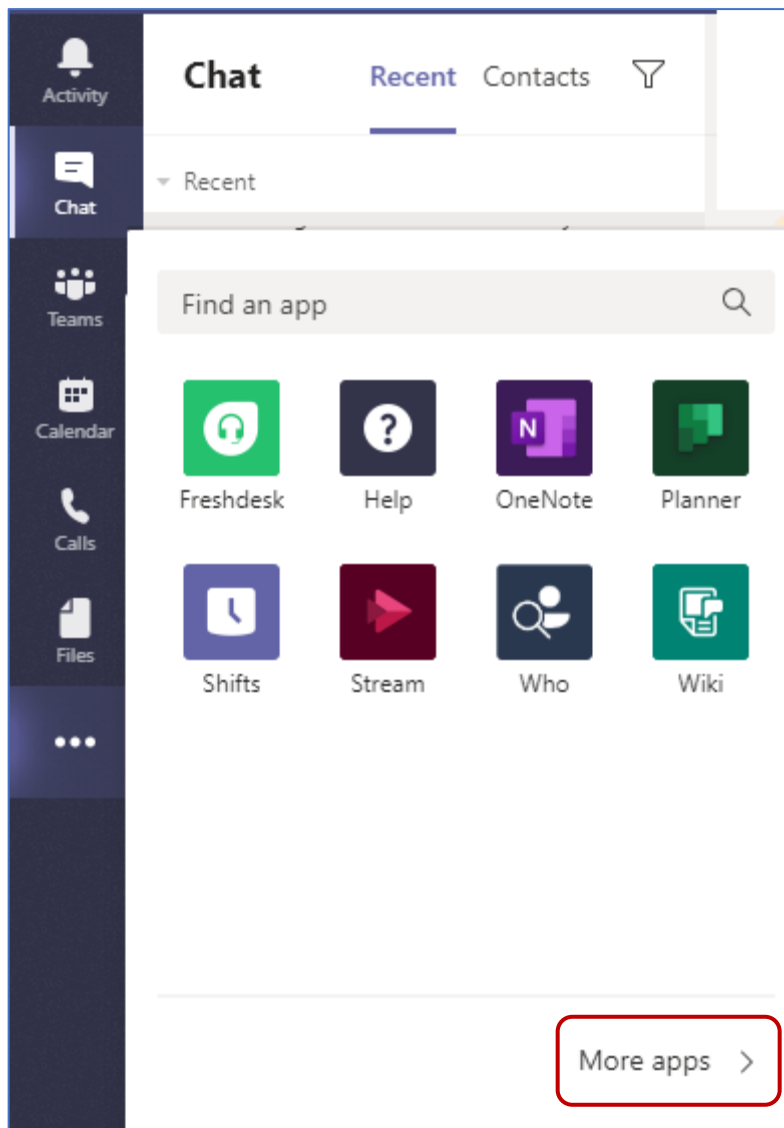 Activity
Chat
Teams
Calendar
Calls
Files
Chat Recent Contacts
Recent
Find an app
N
Freshdesk Help OneNote Planner
Shifts Stream Who Wiki
More apps